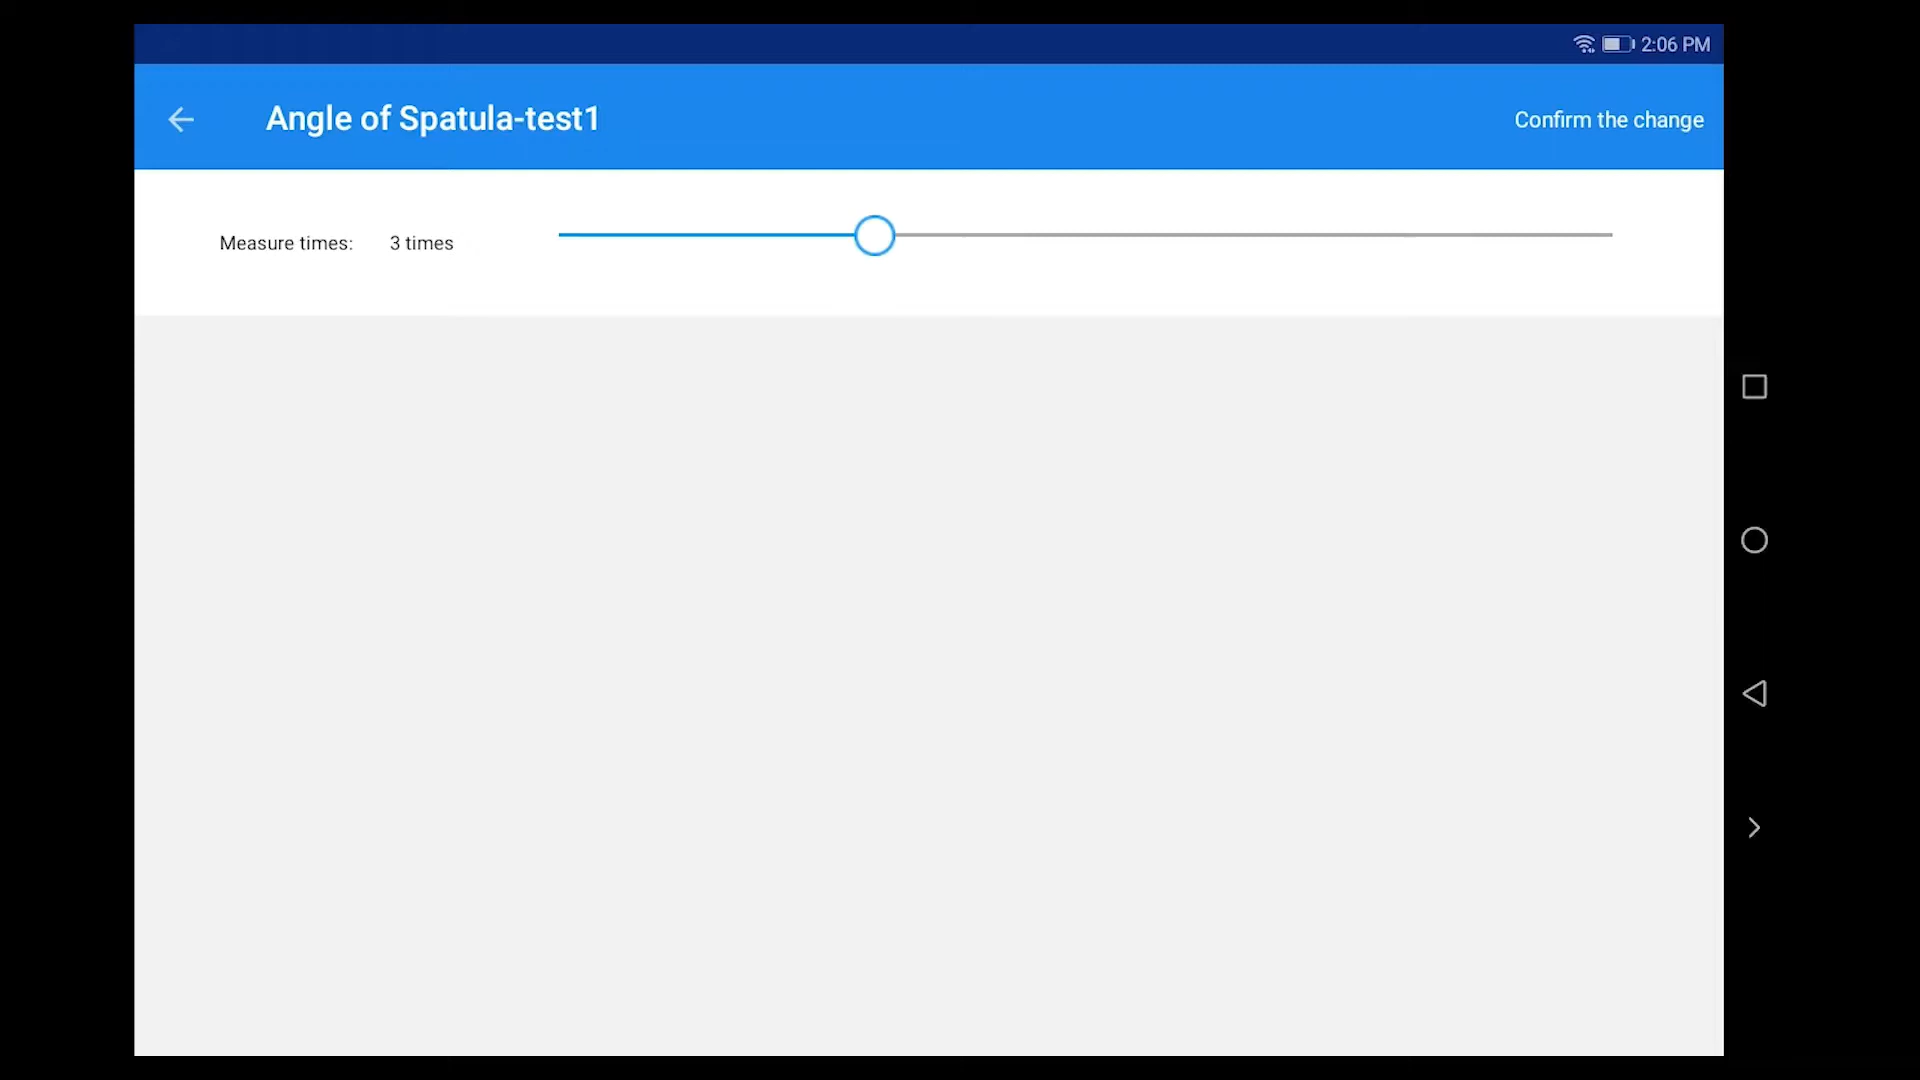 2:06 PM
Angle of Spatula-test1
Confirm the change
Measure times: 3 times